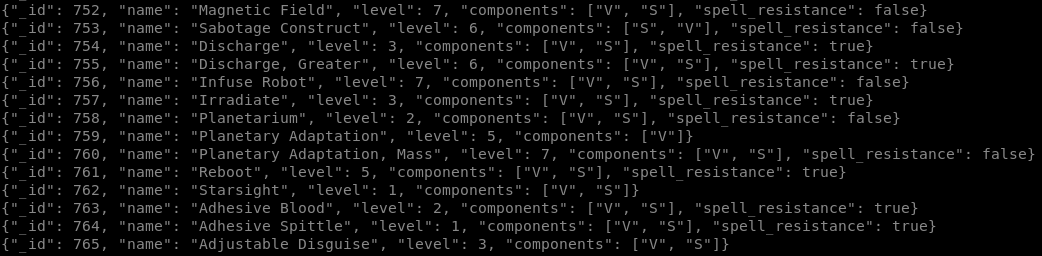 {"_id": 752, "name": "Magnetic Field", "level": 7, "components": ["V", "S"], "spell_resistance": false}
{"_id": 753, "name": "Sabotage Construct", "level": 6, "components": ["S", "V"], "spell_resistance": false}
{"_id": 754, "name": "Discharge", "level": 3, "components": ["V", "S"], "spell_resistance": true}
{"_id": 755, "name": "Discharge, Greater", "level": 6, "components": ["V", "S"], "spell_resistance": true}
{"_id": 756, "name": "Infuse Robot", "level": 7, "components": ["V", "S"], "spell_resistance": false}
{"_id": 757, "name": "Irradiate", "level": 3, "components": ["V", "S"], "spell_resistance": true}
{"_id": 758, "name": "Planetarium", "level": 2, "components": ["V", "S"], "spell_resistance": false}
{"_id": 759, "name": "Planetary Adaptation", "level": 5, "components": ["V"]}
{"_id": 760, "name": "Planetary Adaptation, Mass", "level": 7, "components": ["V", "S"], "spell_resistance": false}
{"_id": 761, "name": "Reboot", "level": 5, "components": ["V", "S"], "spell_resistance": true}
{"_id": 762, "name": "Starsight", "level": 1, "components": ["V", "S"]}
{"_id": 763, "name": "Adhesive Blood", "level": 2, "components": ["V", "S"], "spell_resistance": true}
{"_id": 764, "name": "Adhesive Spittle", "level": 1, "components": ["V", "S"], "spell_resistance": true}
{"_id": 765, "name": "Adjustable Disguise", "level": 3, "components": ["V", "S"]}